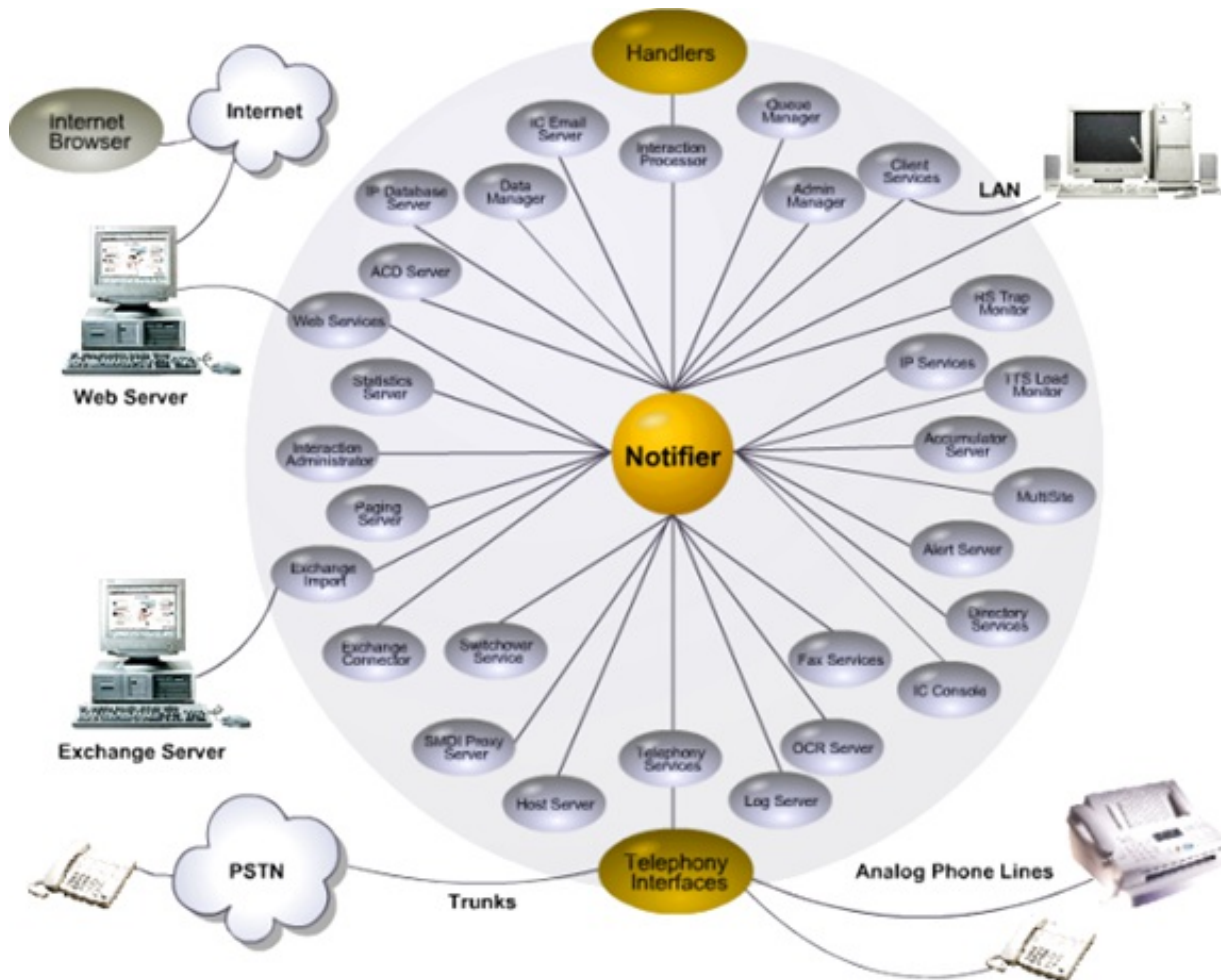 Handlers
Internet
Internet
Browser
IC Email
Server
Interaction
Processor
Queue
Manager
Client
Services
LAN
IP Database
Server
Data
Manager
Admin
Manager
ACD Server
Web Services
RS Trap
Monitor
Web Server
Statistics
Server
IP Services
TTS Load
Monitor
Notifier
Interaction
Administrator
Accumulator
Server
Paging
Server
MultiSite
Exchange
Import
Alert Server
Directory
Services
Exchange
Connector
Switchover
Service
Fax Services
IC Console
Exchange Server
SMDI Proxy
Server
Telephony
Services
OCR Server
Host Server
Log Server
PSTN
Trunks
Telephony
Interfaces
Analog Phone Lines